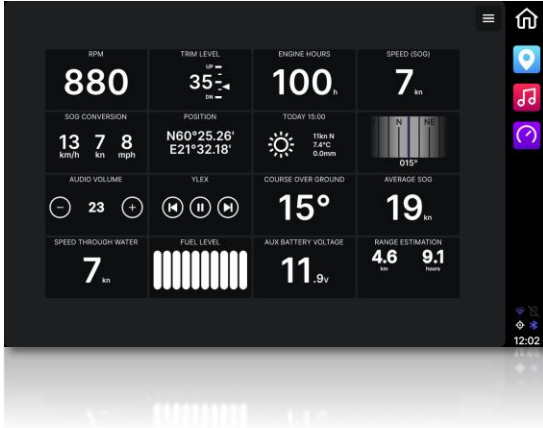 RPM
880
TRIM LEVEL
UP
35
DN
ENGINE HOURS
100h
SPEED (SOG)
7kn
SOG CONVERSION
13 7 8
km/h kn mph
POSITION
N60°25.26'
E21°32.18'
TODAY 15:00
11kn N
7.4°C
0.0mm
N NE
015°
AUDIO VOLUME
23
YLEX
COURSE OVER GROUND
15°
AVERAGE SOG
19kn
SPEED THROUGH WATER
7kn
FUEL LEVEL
AUX BATTERY VOLTAGE
11.9V
RANGE ESTIMATION
4.6 9.1
km hours
12:02